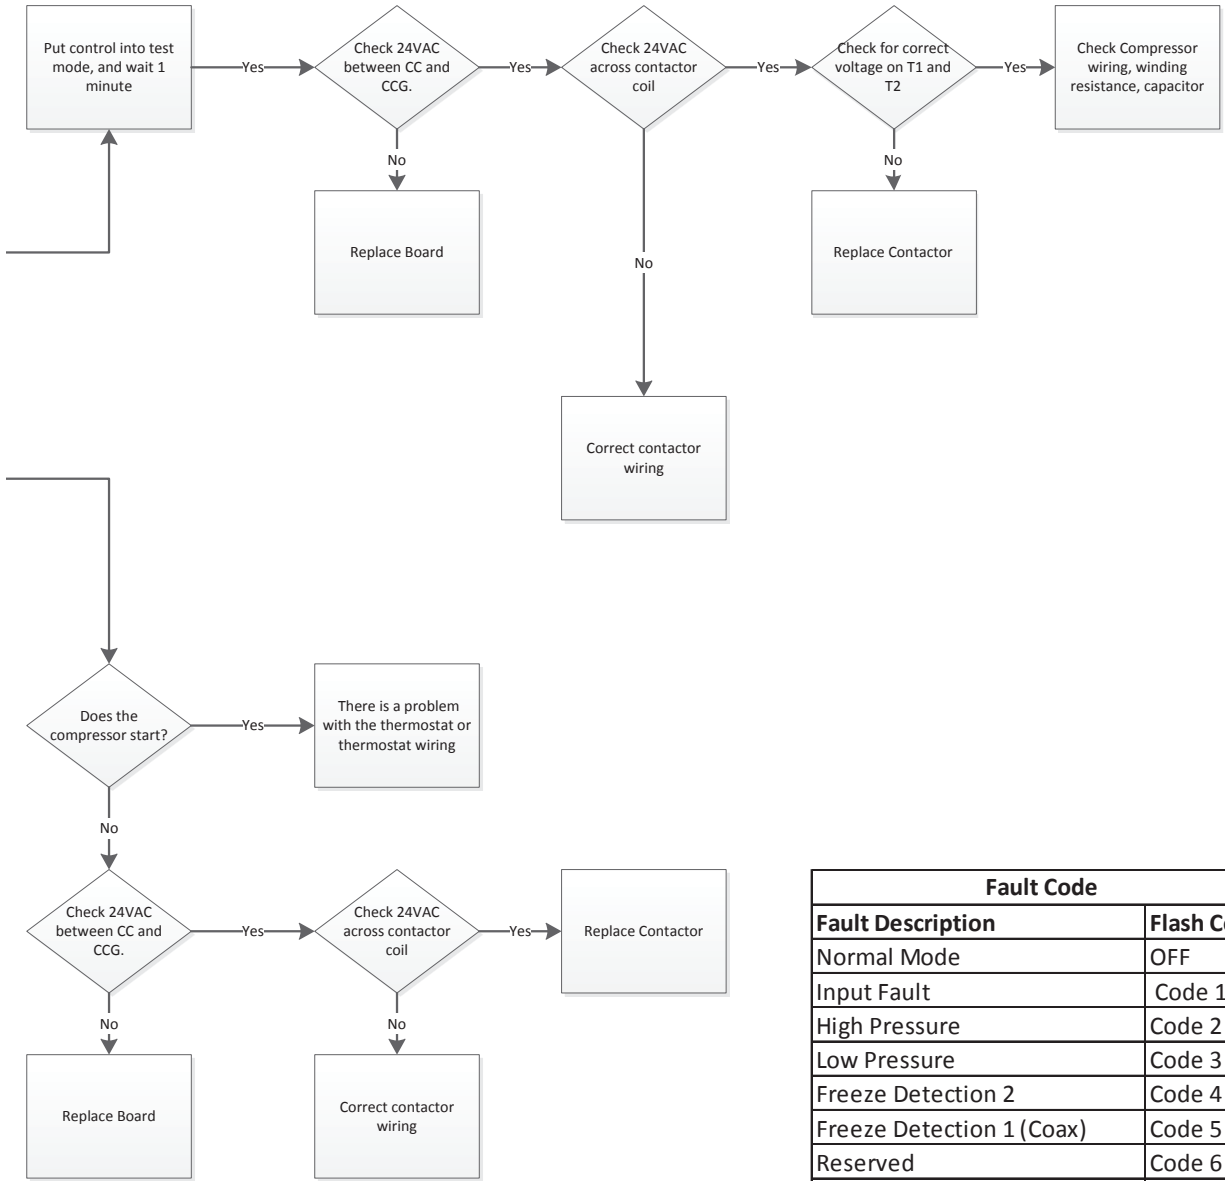 Put control into test
mode, and wait 1
minute
Yes
Check 24VAC
between CC and
CCG.
Yes
Check 24VAC
across contactor
coil
Yes
Check for correct
voltage on T1 and
T2
Yes
Check Compressor
wiring, winding
resistance, capacitor
No
Replace Board
No
Correct contactor
wiring
No
Replace Contactor
Does the
compressor start?
Yes
There is a problem
with the thermostat or
thermostat wiring
No
Check 24VAC
between CC and
CCG.
Yes
Check 24VAC
across contactor
coil
Yes
Replace Contactor
No
Replace Board
No
Correct contactor
wiring
Fault Code
Fault Description Flash
Normal Mode OFF
Input Fault Code 1
High Pressure Code 2
Low Pressure Code 3
Freeze Detection 2 Code 4
Freeze Detection 1 (Coax) Code 5
Reserved Code 6